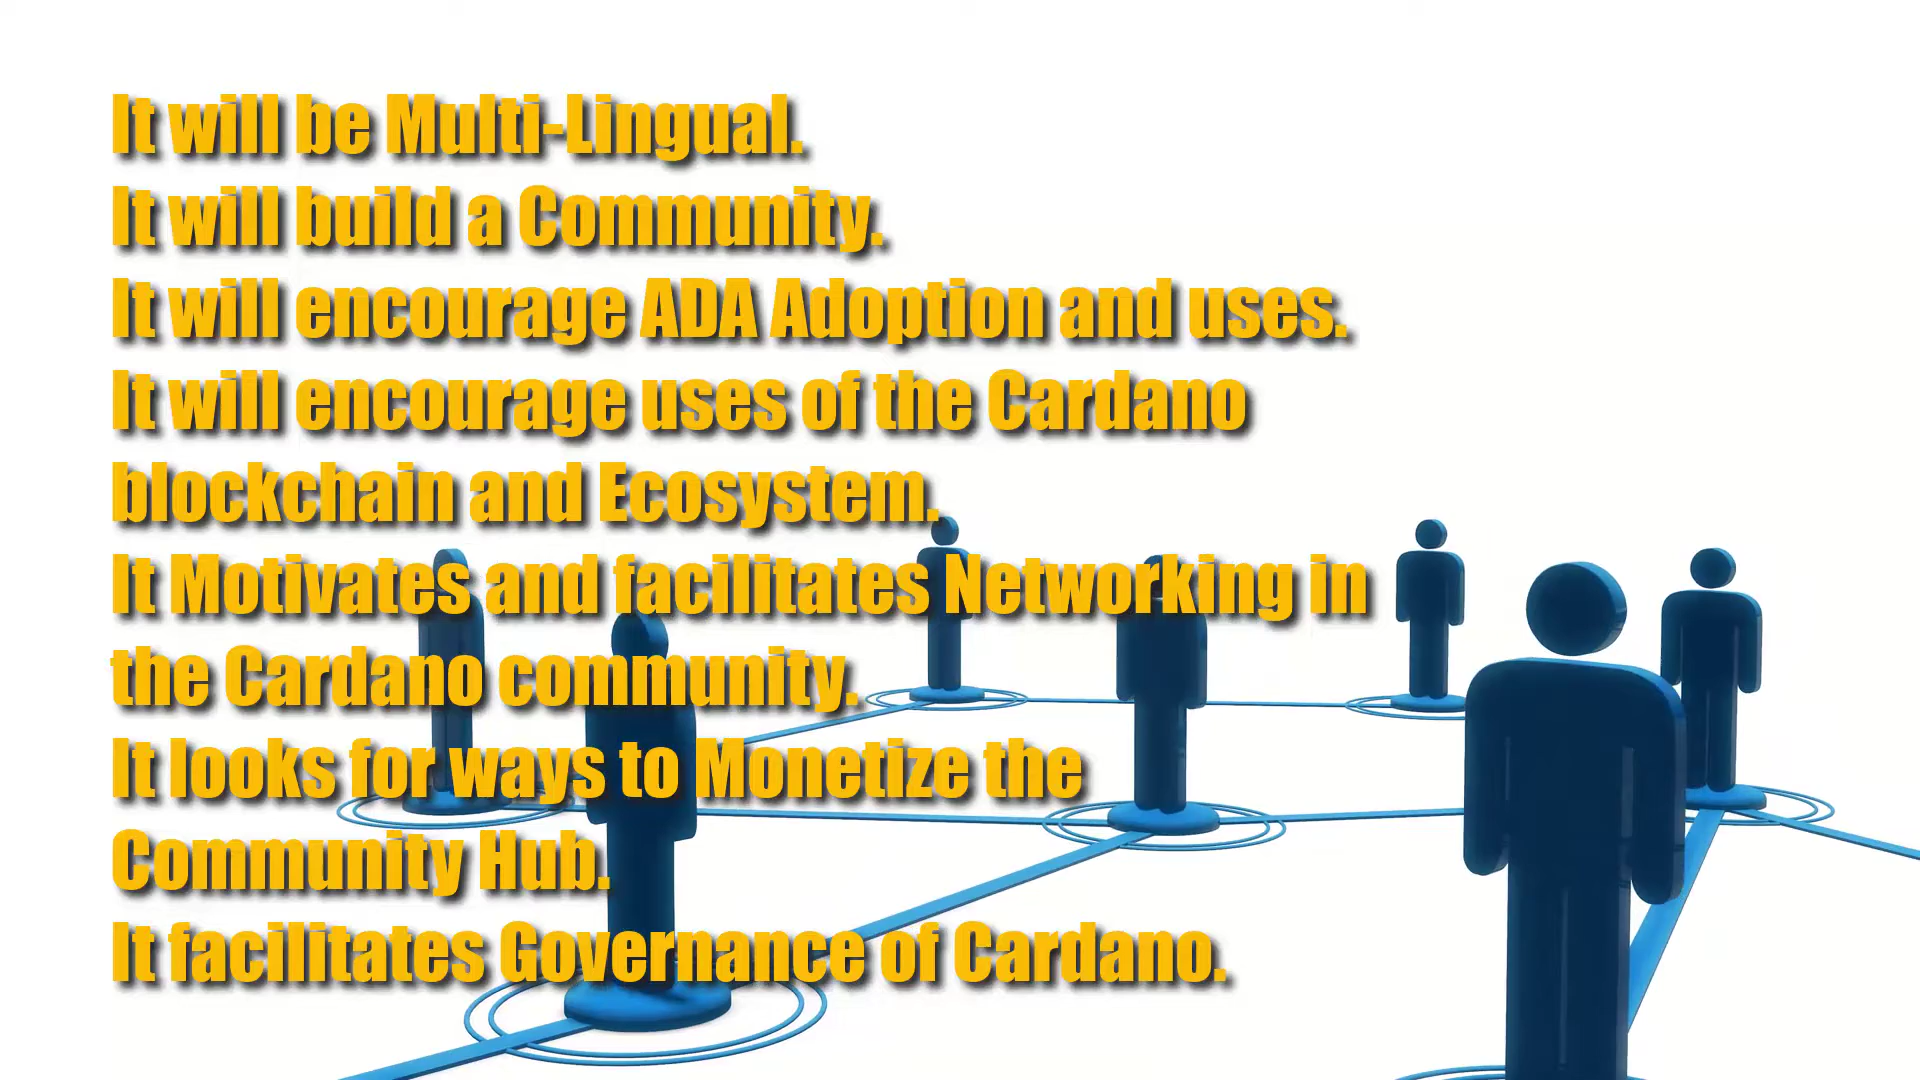 It will be Multi-Lingual.
It will build a Community.
It will encourage ADA Adoption and uses.
It will encourage uses of the Cardano
blockchain and Ecosystem.
It Motivates and facilitates Networking in
the Cardano community.
It looks for ways to Monetize the
Community Hub.
It facilitates Governance of Cardano.